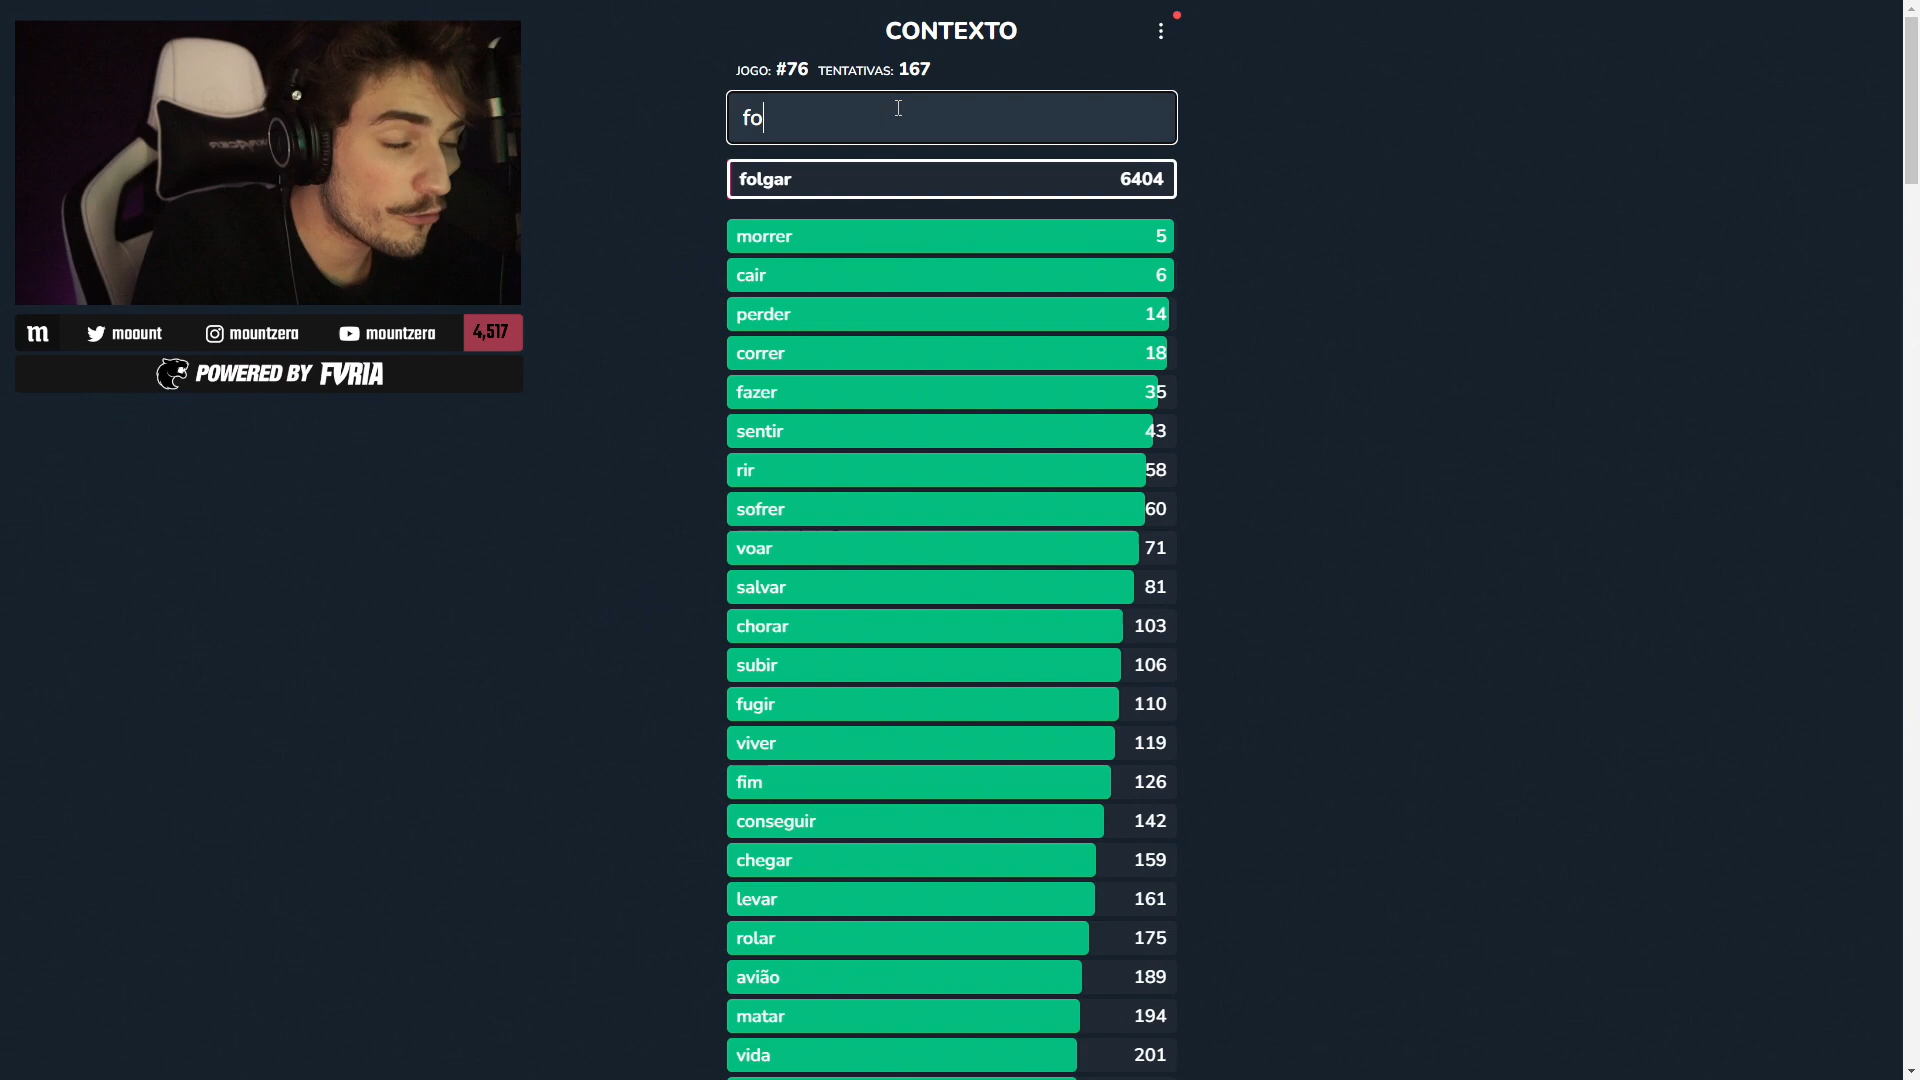 CONTEXTO
JOGO: #76 TENTATIVAS: 167
fo
folgar 6404
morrer 5
cair 6
perder 14
correr 18
fazer 35
sentir 43
rir 58
sofrer 60
voar 71
salvar 81
chorar 103
subir 106
fugir 110
viver 119
fim 126
conseguir 142
chegar 159
levar 161
rolar 175
avião 189
matar 194
vida 201
m moount mountzera mountzera 4,517
POWERED BY FVRIA